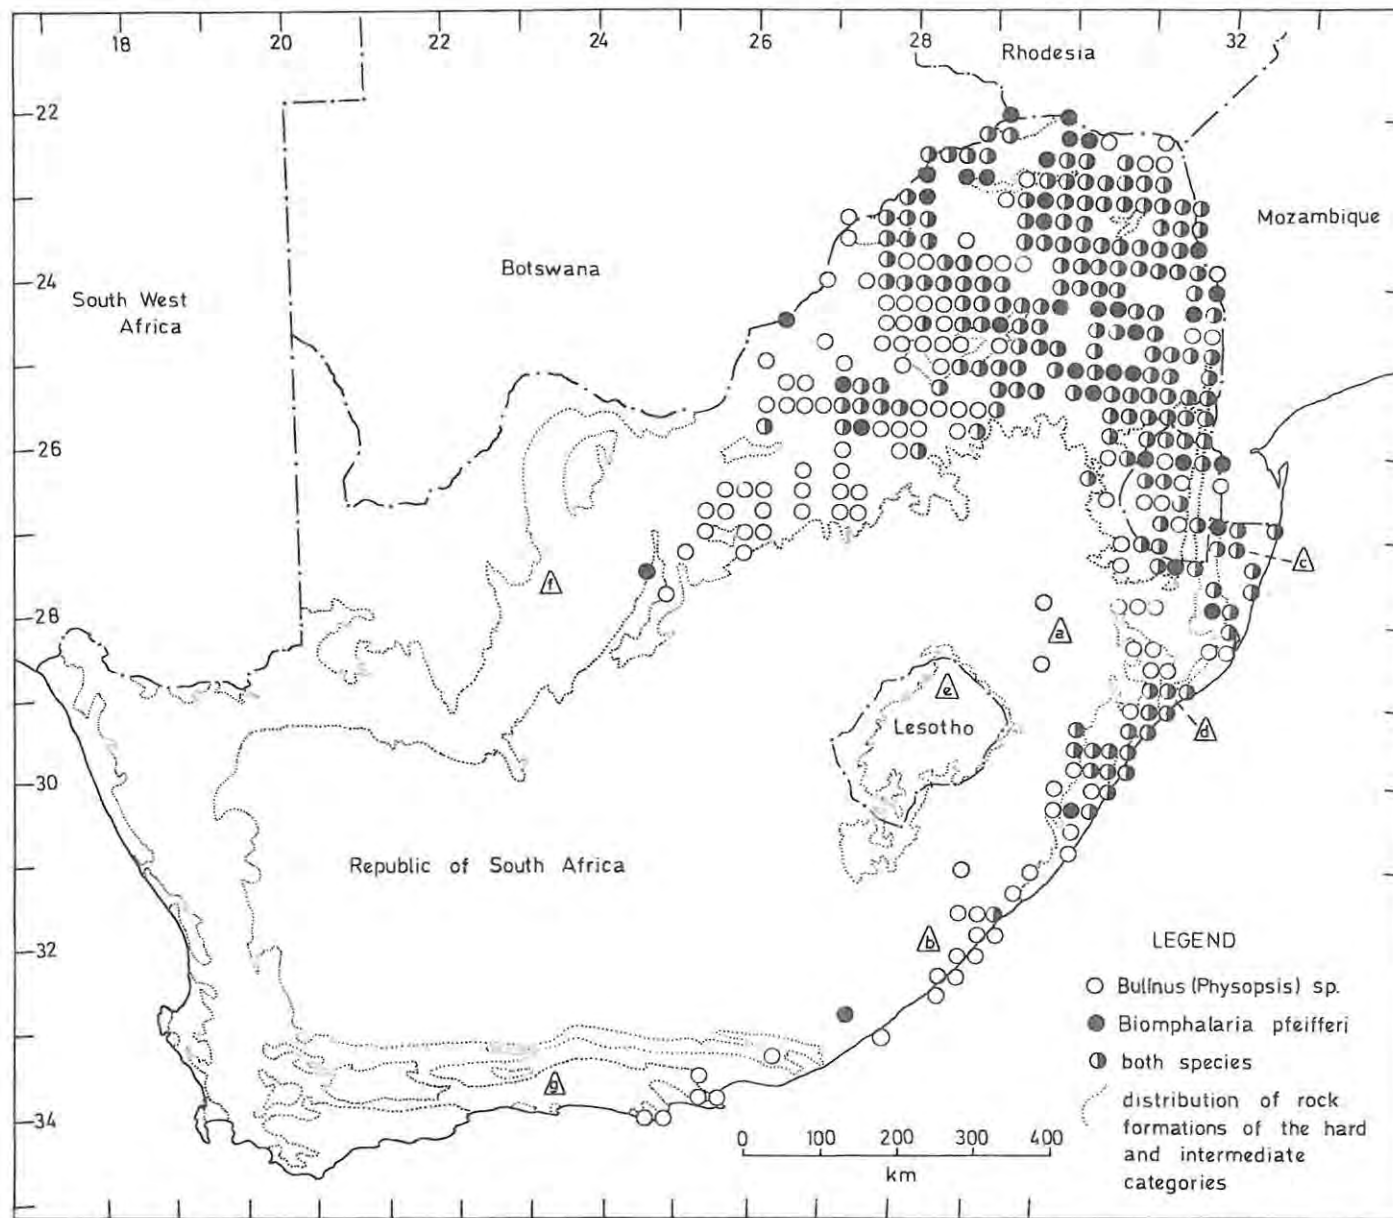 18 20 22 24 26 28 32
Rhodesia
22
Mozambique
Botswana
24
South West
Africa
26
c
f
28
a
e
Lesotho
d
30
Republic of South Africa
b
LEGEND
32
Bulinus (Physopsis) sp.
Biomphalaria pfeifferi
both species
g
distribution of rock
formations of the hard
and intermediate
categories
34
0 100 200 300 400
km